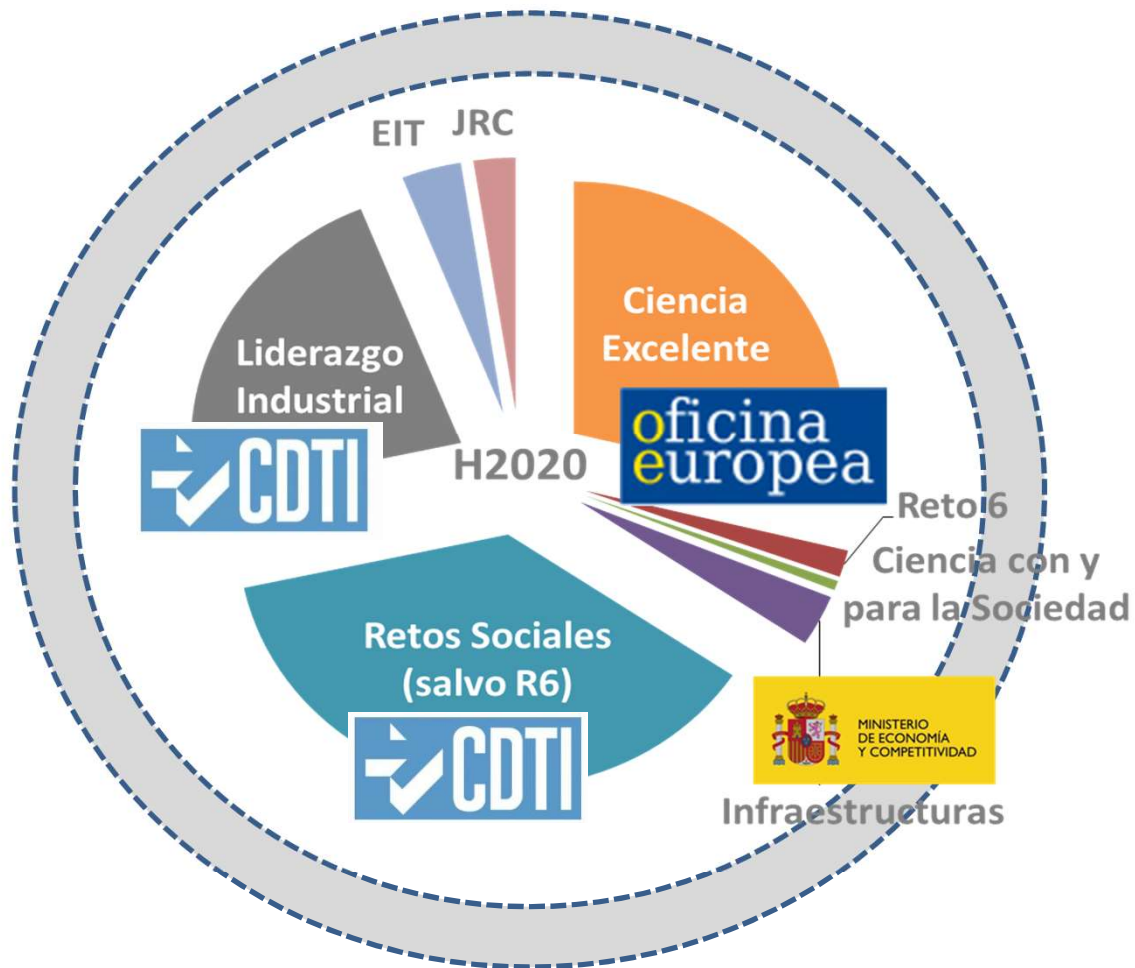 EIT
JRC
Ciencia
Excelente
Liderazgo
Industrial
CDTI
H2020
oficina
europea
Reto 6
Ciencia con y
para la Sociedad
Retos Sociales
(salvo R6)
CDTI
MINISTERIO
DE ECONOMÍA
Y COMPETITIVIDAD
Infraestructuras